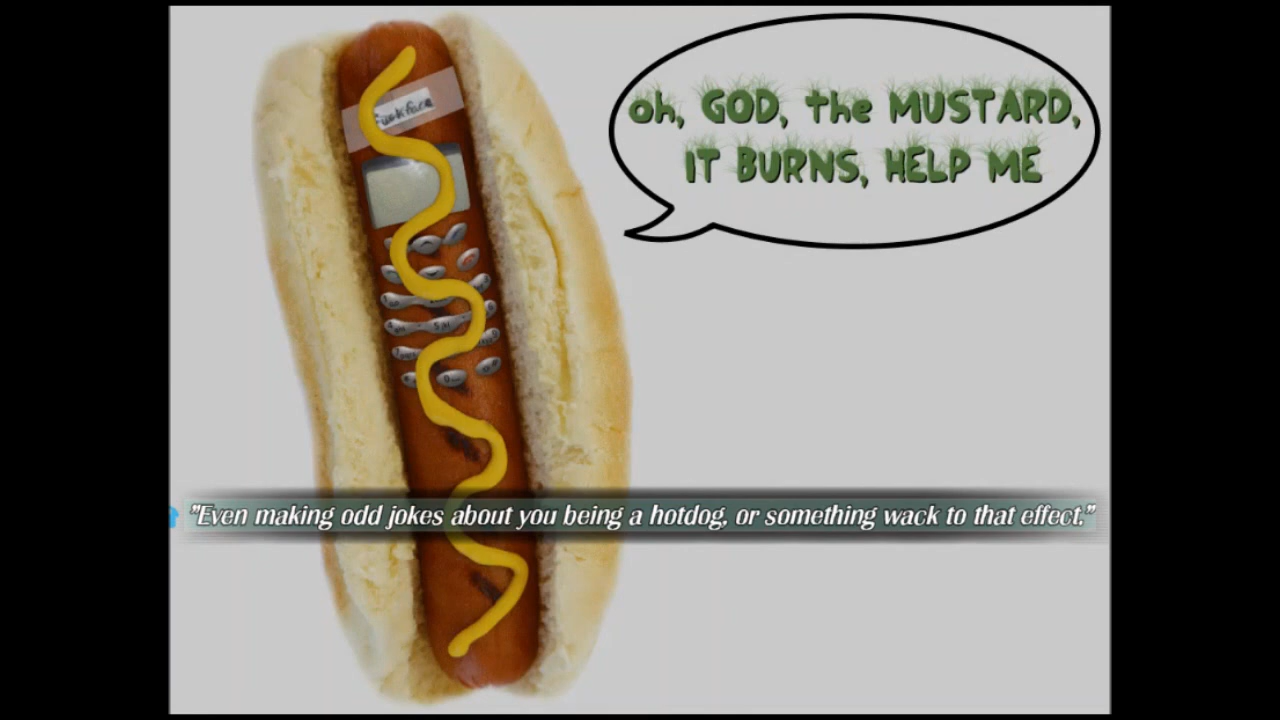 oh, GOD, the MUSTARD,
IT BURNS, HELP ME
"Even making odd jokes about you being a hotdog, or something wack to that effect."